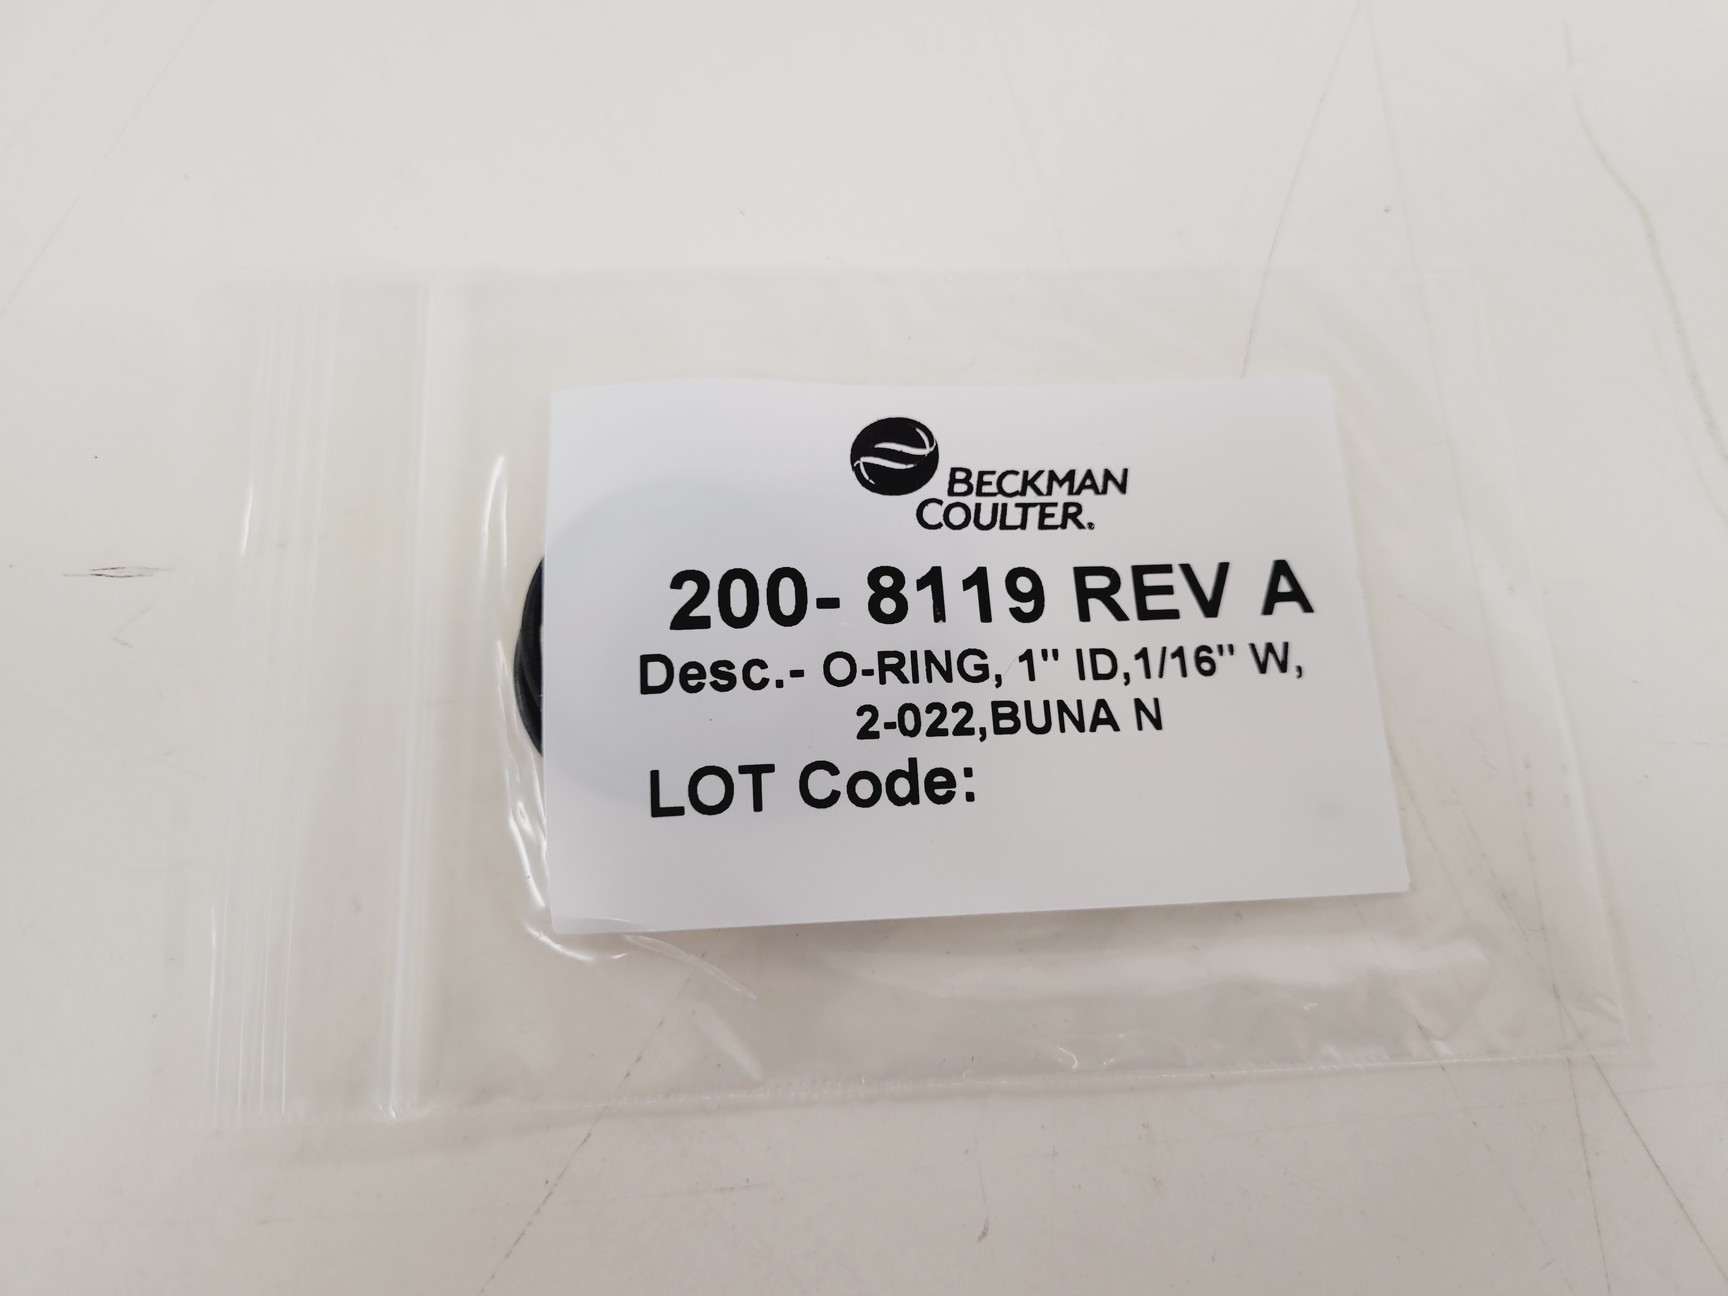 BECKMAN
COULTER.
200- 8119 REV A
Desc.- O-RING, 1" ID,1/16" W,
2-022,BUNA N
LOT Code: